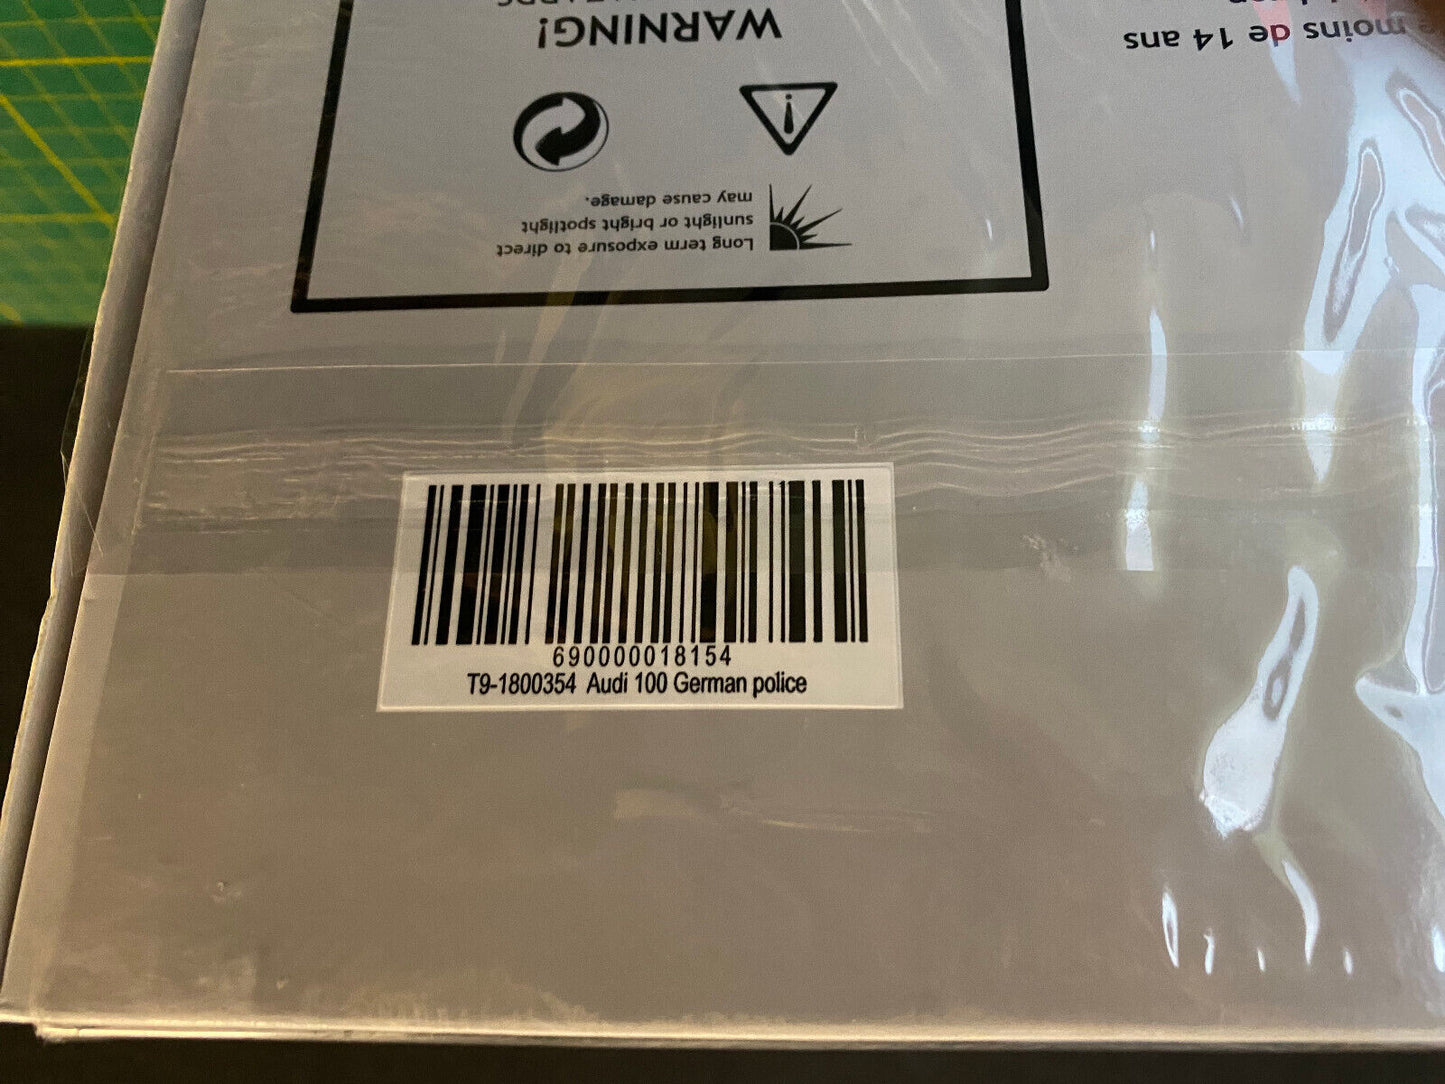 WARNING!
Long term exposure to direct
sunlight or bright spotlight
may cause damage.
moins de 14 ans
690000018154
T9-1800354 Audi 100 German police